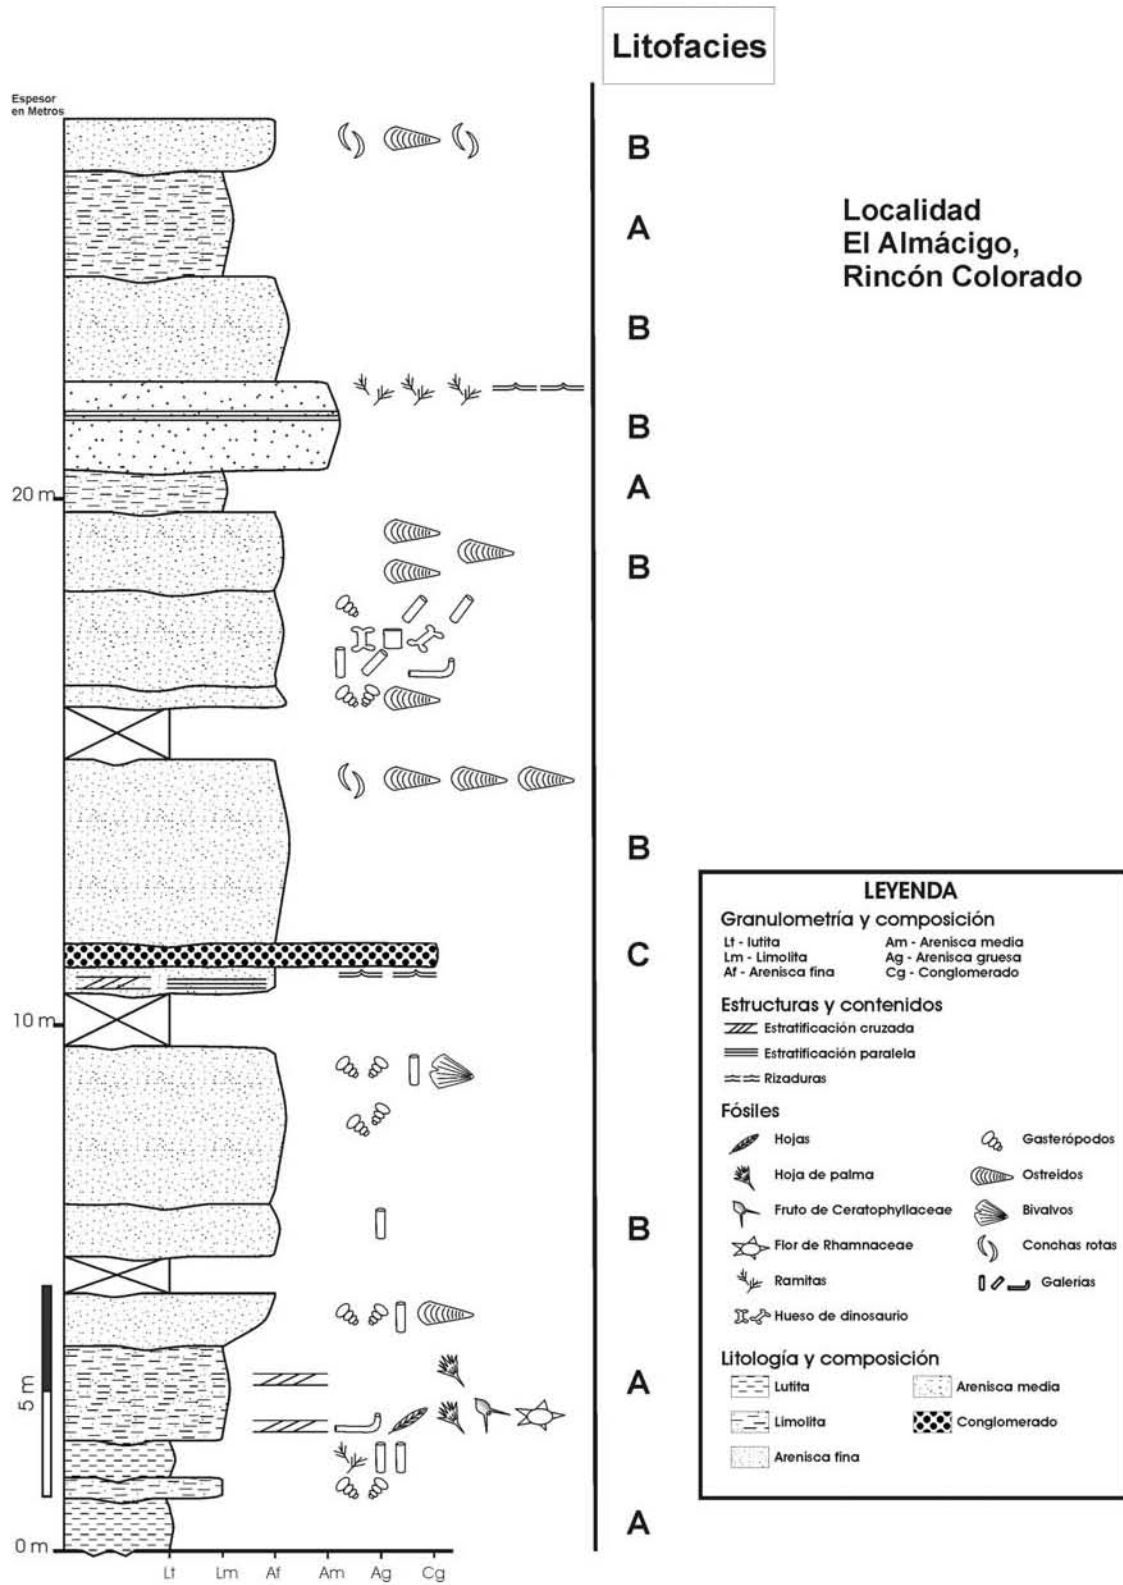 Litofacies
Espesor
en Metros
B
A
Localidad
El Almácigo,
Rincón Colorado
B
B
A
20 m
B
B
C
10 m
B
A
5 m
A
0 m
Lt Lm Af Am Ag Cg
LEYENDA
Granulometría y composición
Lt - lutita
Lm - Limolita
Af - Arenisca fina
Am - Arenisca media
Ag - Arenisca gruesa
Cg - Conglomerado
Estructuras y contenidos
Estratificación cruzada
Estratificación paralela
Rizaduras
Fósiles
Hojas
Hoja de palma
Fruto de Ceratophyllaceae
Flor de Rhamnaceae
Ramitas
Hueso de dinosaurio
Gasterópodos
Ostreidos
Bivalvos
Conchas rotas
Galerías
Litología y composición
Lutita
Limolita
Arenisca fina
Arenisca media
Conglomerado